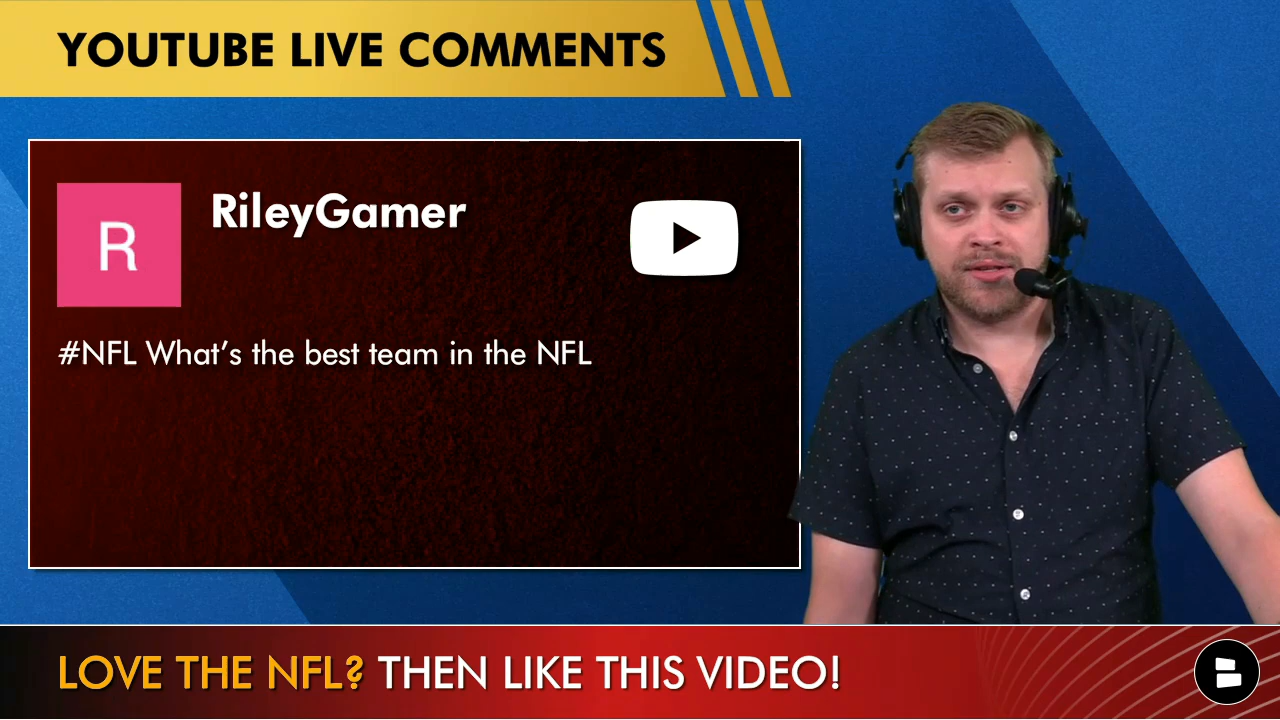 YOUTUBE LIVE COMMENTS
R
RileyGamer
#NFL What's the best team in the NFL
LOVE THE NFL? THEN LIKE THIS VIDEO!